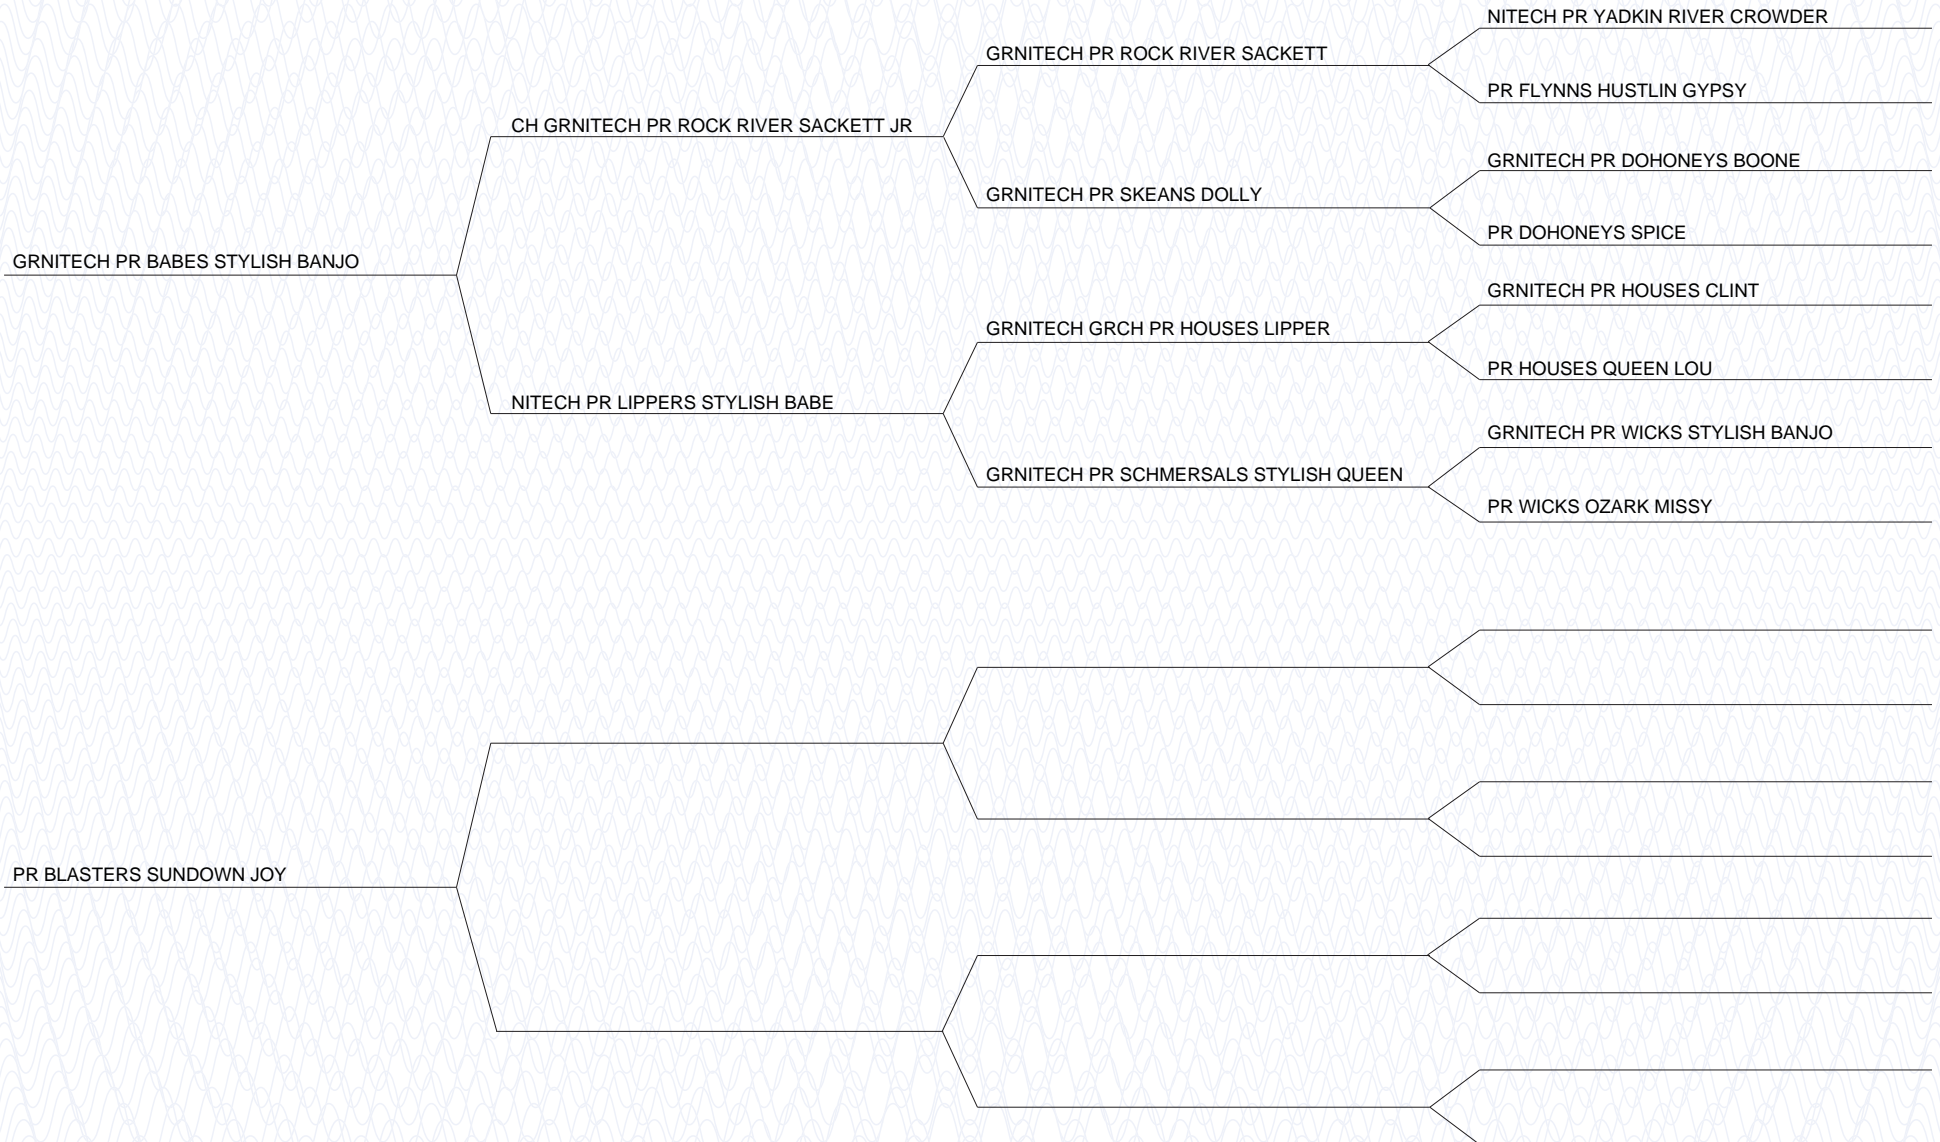 NITECH PR YADKIN RIVER CROWDER
GRNITECH PR ROCK RIVER SACKETT
PR FLYNNS HUSTLIN GYPSY
CH GRNITECH PR ROCK RIVER SACKETT JR
GRNITECH PR DOHONEYS BOONE
GRNITECH PR SKEANS DOLLY
PR DOHONEYS SPICE
GRNITECH PR BABES STYLISH BANJO
GRNITECH PR HOUSES CLINT
GRNITECH GRCH PR HOUSES LIPPER
PR HOUSES QUEEN LOU
NITECH PR LIPPERS STYLISH BABE
GRNITECH PR WICKS STYLISH BANJO
GRNITECH PR SCHMERSALS STYLISH QUEEN
PR WICKS OZARK MISSY
PR BLASTERS SUNDOWN JOY